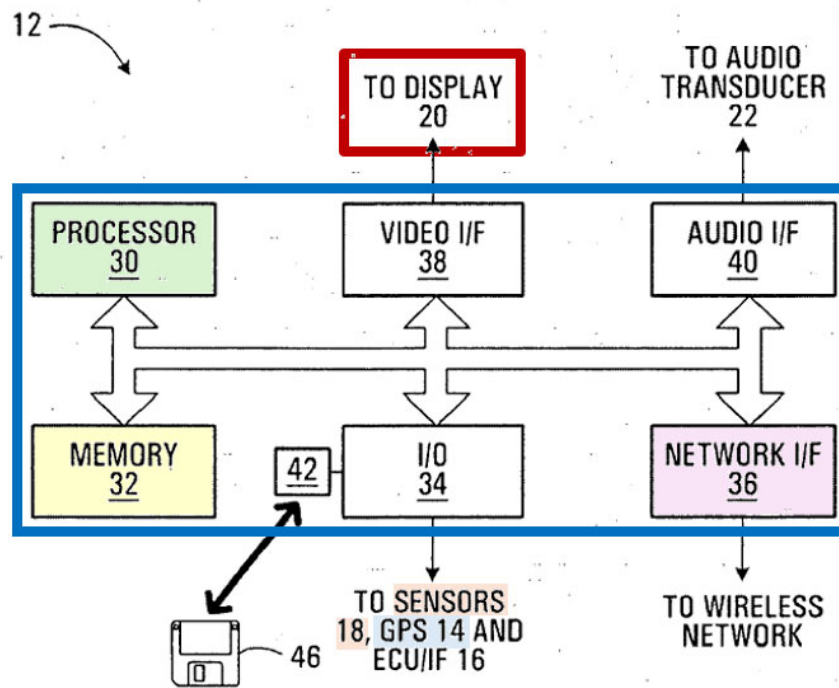 12
TO DISPLAY
20
TO AUDIO
TRANSDUCER
22
PROCESSOR
30
VIDEO I/F
38
AUDIO I/F
40
MEMORY
32
42
I/O
34
NETWORK I/F
36
46
TO SENSORS
18, GPS 14 AND
ECU/IF 16
TO WIRELESS
NETWORK